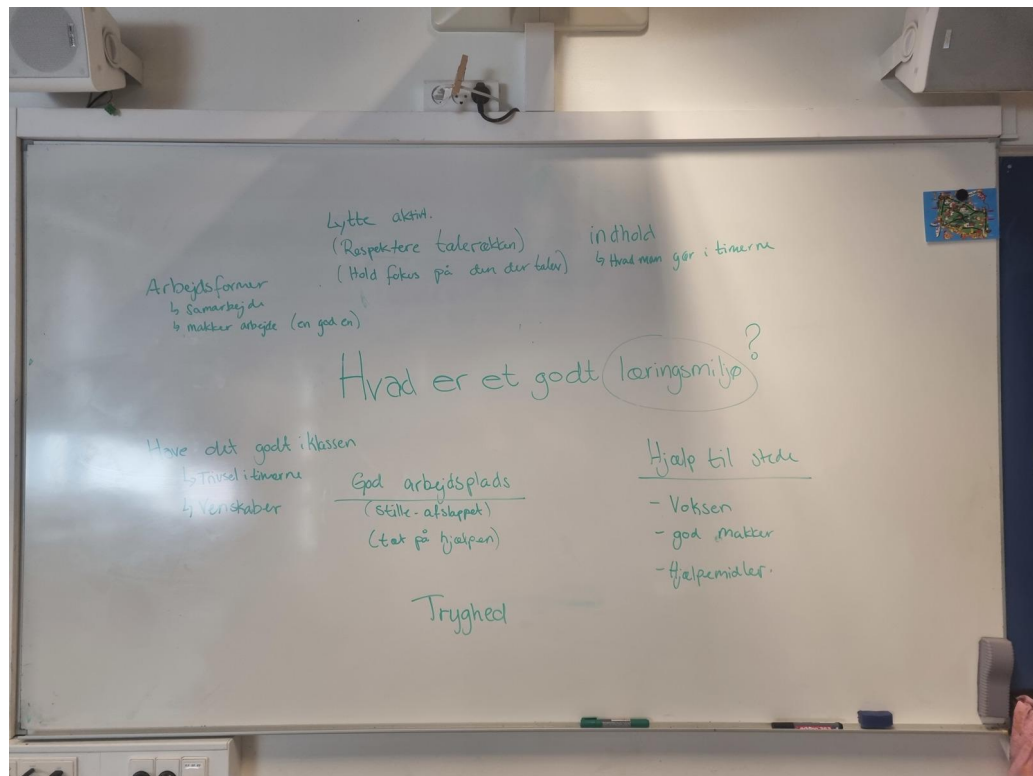 Lytte aktivt.
(Respektere talerækken)
(Hold fokus på den der taler)
indhold
↳ Hvad man gør i timerne
Arbejdsformer
↳ Samarbejde
↳ makker arbejde (en god en)
Hvad er et godt læringsmiljø?
Have det godt i klassen
↳ Trivsel i timerne
↳ Venskaber
God arbejdsplads
(Stille - afslappet)
(tæt på hjælpen)
Hjælp til stede
- Voksen
- god makker
- Hjælpemidler.
Tryghed